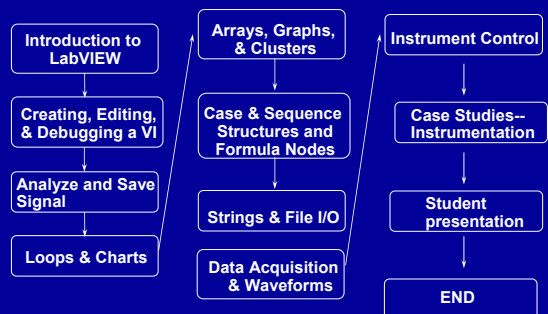 Introduction to
LabVIEW
Creating, Editing,
& Debugging a VI
Analyze and Save
Signal
Loops & Charts
Arrays, Graphs,
& Clusters
Case & Sequence
Structures and
Formula Nodes
Strings & File I/O
Data Acquisition
& Waveforms
Instrument Control
Case Studies--
Instrumentation
Student
presentation
END